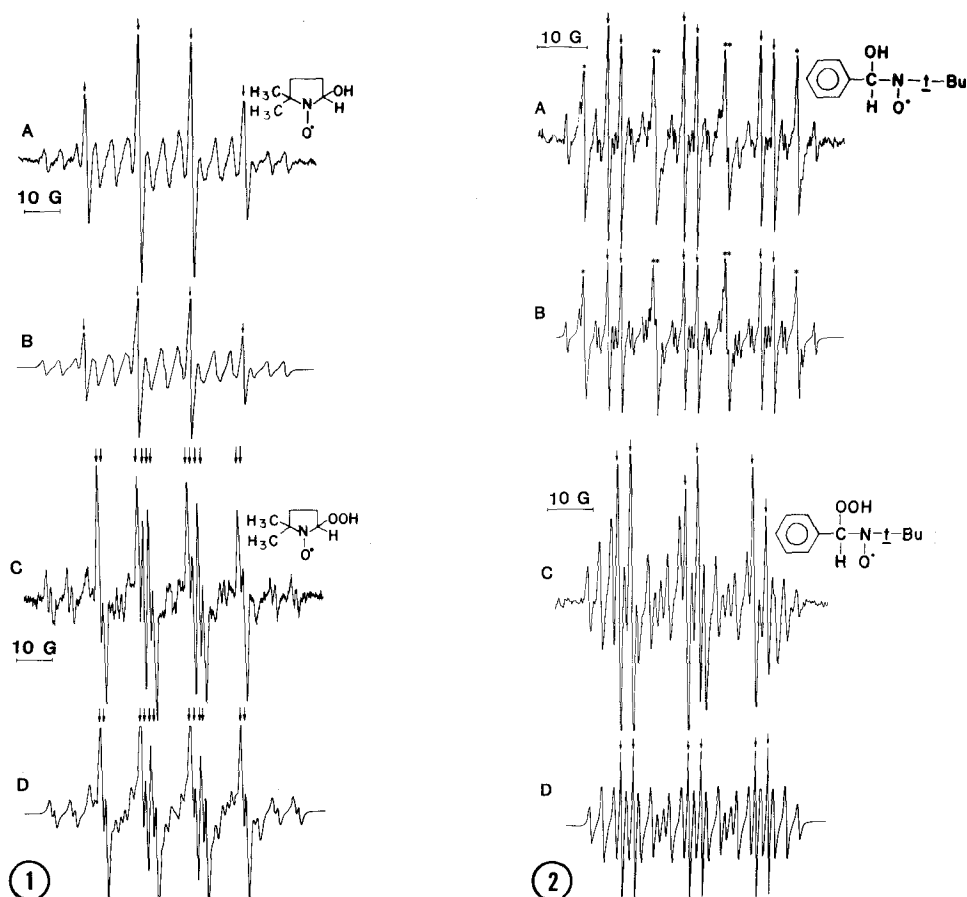 A
10 G
H₃C
H₃C
N
O•
OH
H
B
C
10 G
H₃C
H₃C
N
O•
OOH
H
D
1
10 G
A
* ** ** *
OH
C—N—t—Bu
H O•
B
* ** ** *
C
10 G
OOH
C—N—t—Bu
H O•
D
2